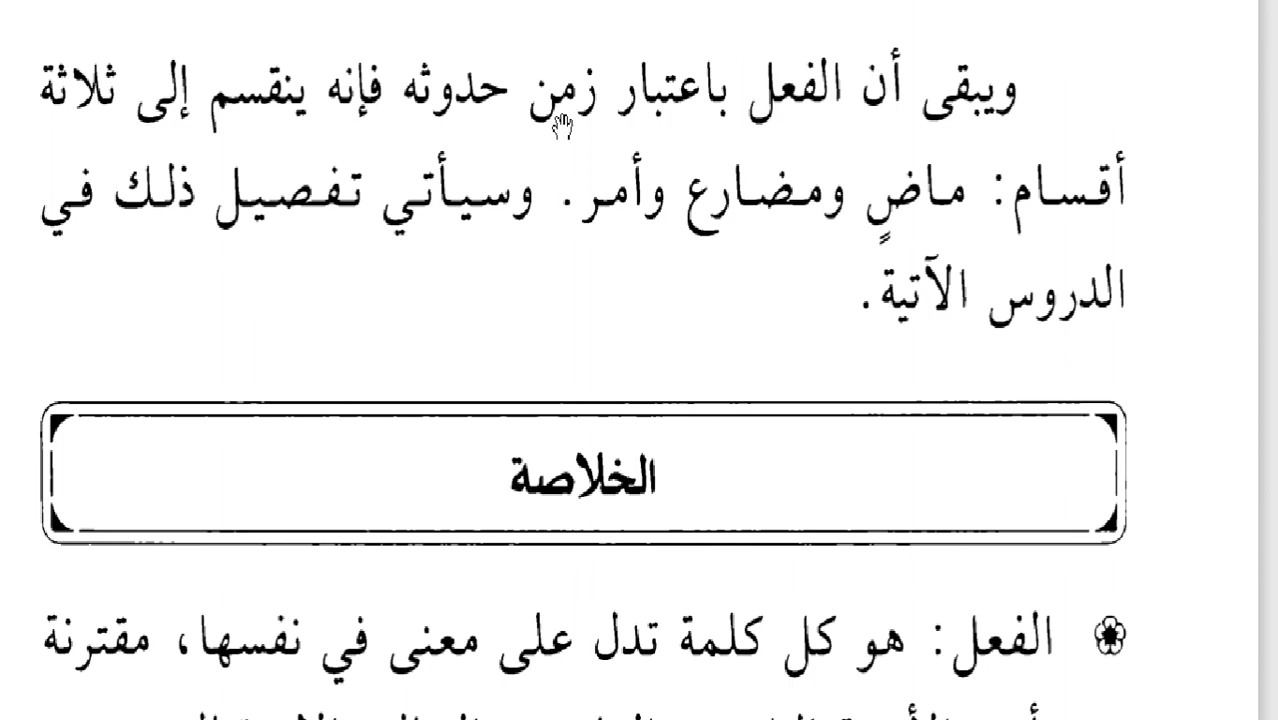 ويبقى أن الفعل باعتبار زمن حدوثه فإنه ينقسم إلى ثلاثة
أقسام: ماضٍ ومضارع وأمر. وسيأتي تفصيل ذلك في
الدروس الآتية.
الخلاصة
الفعل: هو كل كلمة تدل على معنى في نفسها، مقترنة